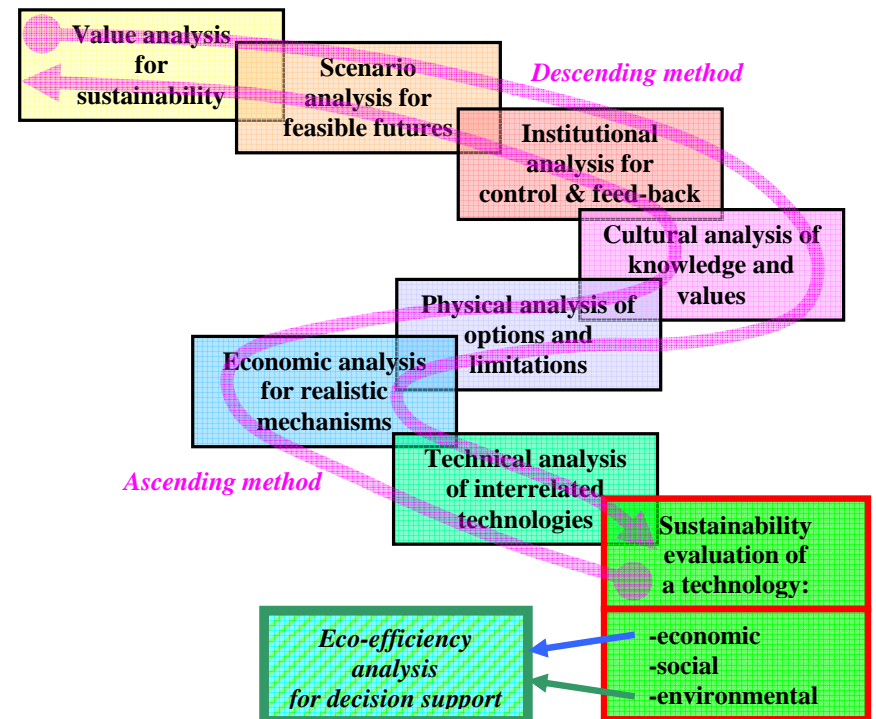 Value analysis
for
sustainability
Scenario
analysis for
feasible futures
Descending method
Institutional
analysis for
control & feed-back
Cultural analysis of
knowledge and
values
Physical analysis of
options and
limitations
Economic analysis
for realistic
mechanisms
Ascending method
Technical analysis
of interrelated
technologies
Sustainability
evaluation of
a technology:
-economic
-social
-environmental
Eco-efficiency
analysis
for decision support